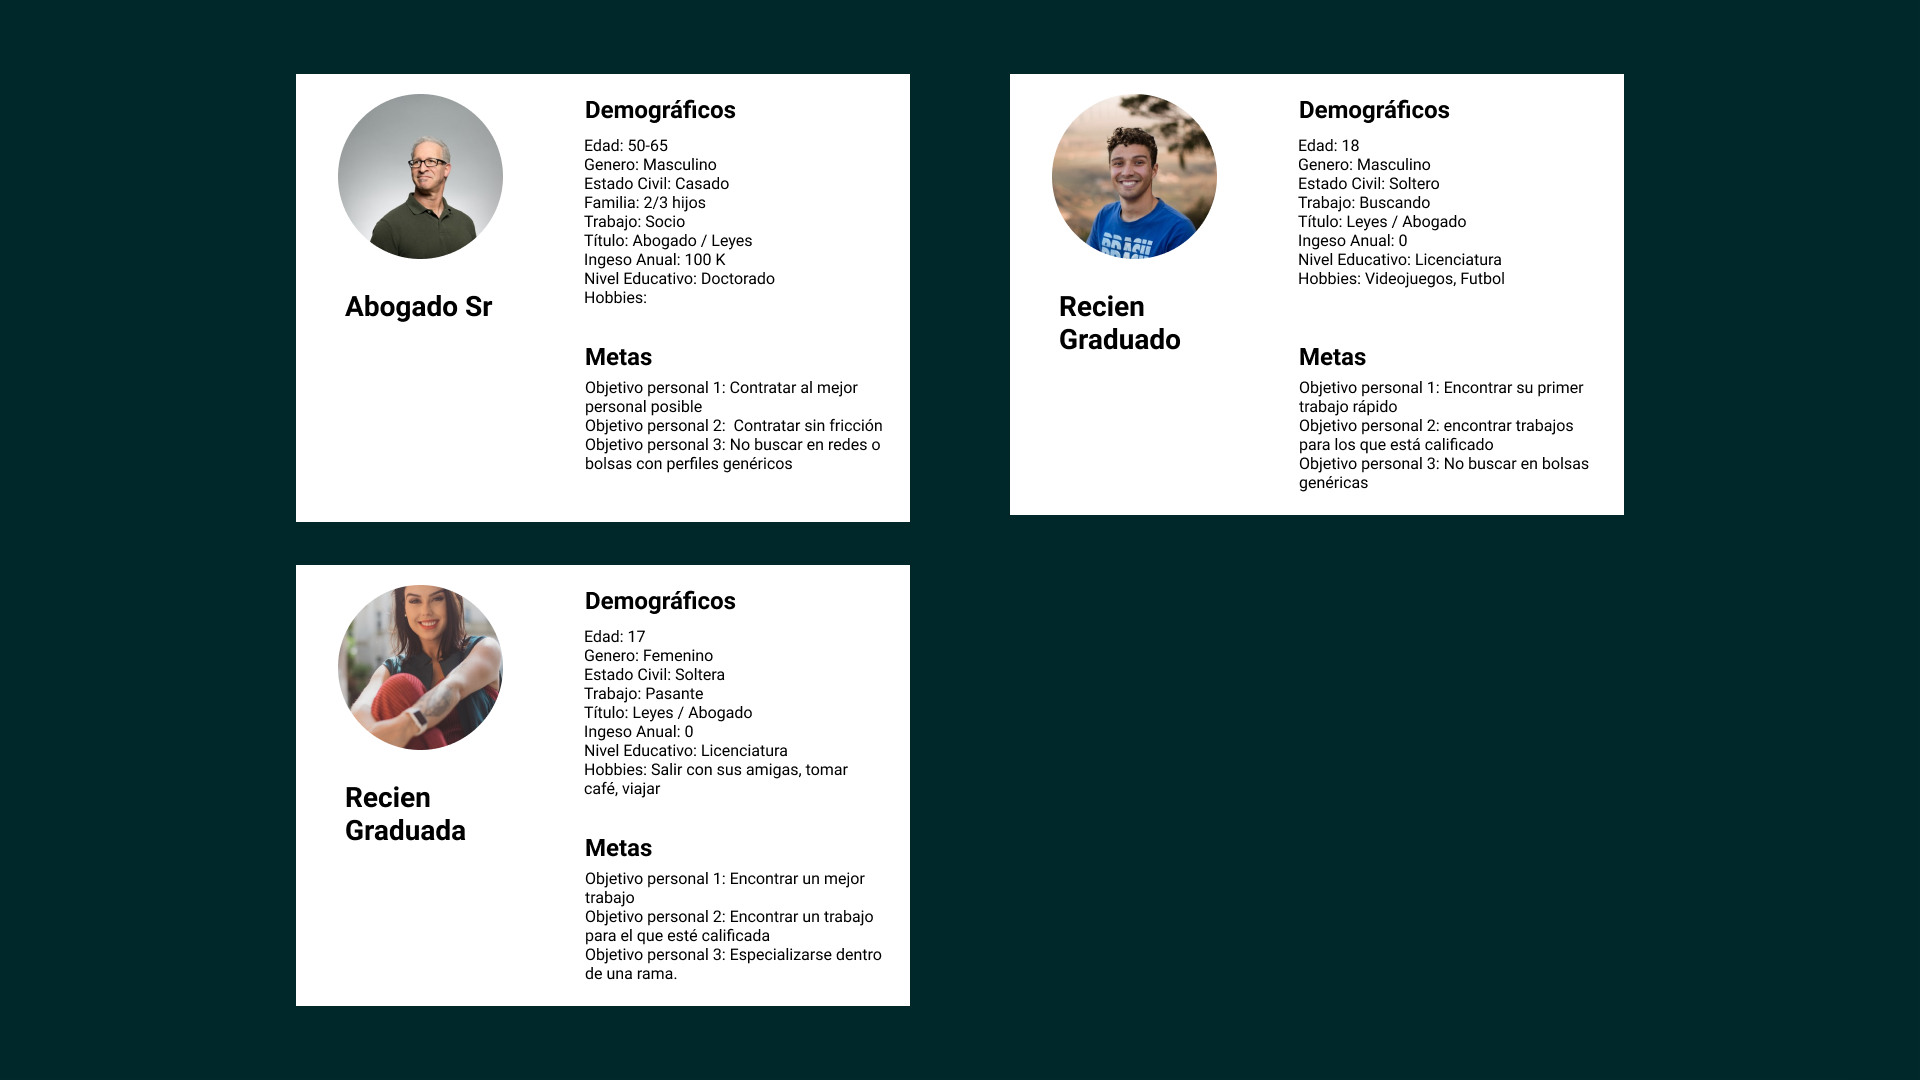 Abogado Sr
Demográficos
Edad: 50-65
Genero: Masculino
Estado Civil: Casado
Familia: 2/3 hijos
Trabajo: Socio
Título: Abogado / Leyes
Ingeso Anual: 100 K
Nivel Educativo: Doctorado
Hobbies:
Metas
Objetivo personal 1: Contratar al mejor
personal posible
Objetivo personal 2:  Contratar sin fricción
Objetivo personal 3: No buscar en redes o
bolsas con perfiles genéricos
Recien
Graduado
Demográficos
Edad: 18
Genero: Masculino
Estado Civil: Soltero
Trabajo: Buscando
Título: Leyes / Abogado
Ingeso Anual: 0
Nivel Educativo: Licenciatura
Hobbies: Videojuegos, Futbol
Metas
Objetivo personal 1: Encontrar su primer
trabajo rápido
Objetivo personal 2: encontrar trabajos
para los que está calificado
Objetivo personal 3: No buscar en bolsas
genéricas
Recien
Graduada
Demográficos
Edad: 17
Genero: Femenino
Estado Civil: Soltera
Trabajo: Pasante
Título: Leyes / Abogado
Ingeso Anual: 0
Nivel Educativo: Licenciatura
Hobbies: Salir con sus amigas, tomar
café, viajar
Metas
Objetivo personal 1: Encontrar un mejor
trabajo
Objetivo personal 2: Encontrar un trabajo
para el que esté calificada
Objetivo personal 3: Especializarse dentro
de una rama.